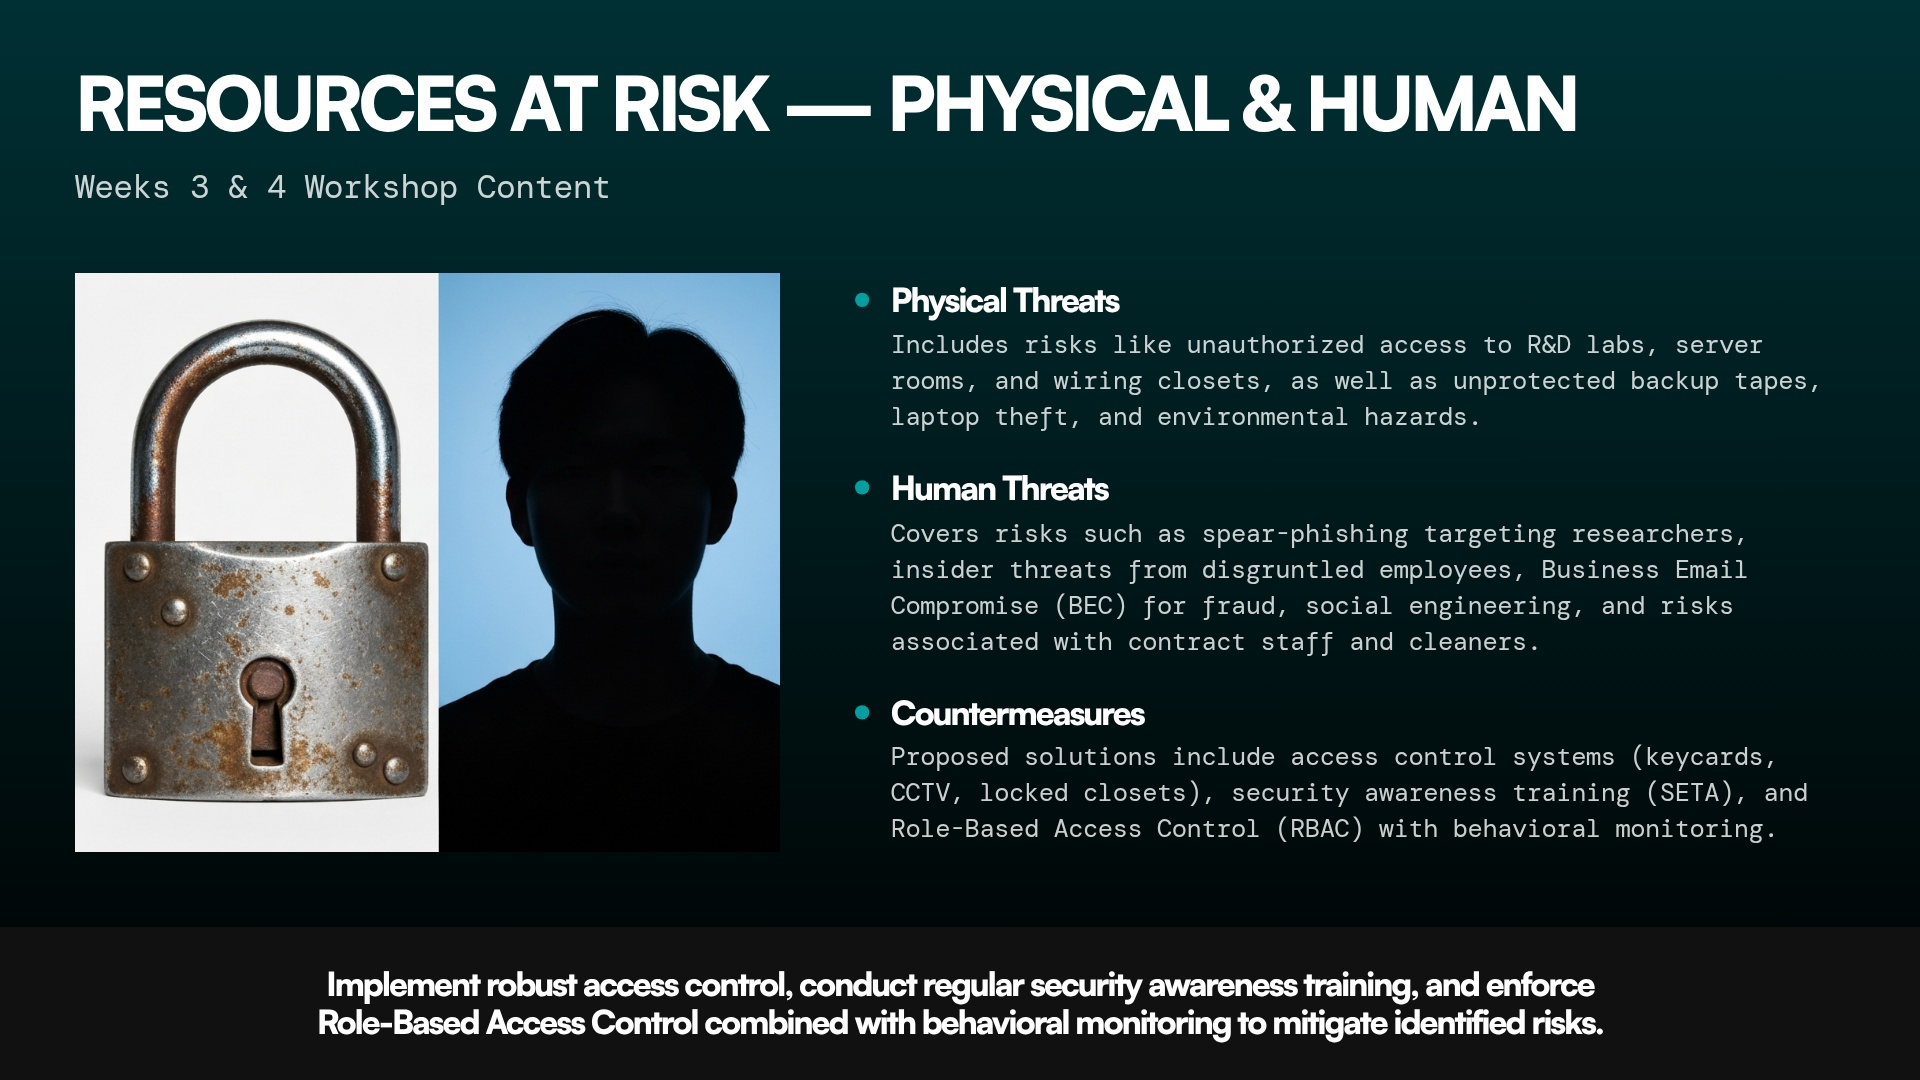 RESOURCES AT RISK — PHYSICAL & HUMAN
Weeks 3 & 4 Workshop Content
Physical Threats
Includes risks like unauthorized access to R&D labs, server
rooms, and wiring closets, as well as unprotected backup tapes,
laptop theft, and environmental hazards.
Human Threats
Covers risks such as spear-phishing targeting researchers,
insider threats from disgruntled employees, Business Email
Compromise (BEC) for fraud, social engineering, and risks
associated with contract staff and cleaners.
Countermeasures
Proposed solutions include access control systems (keycards,
CCTV, locked closets), security awareness training (SETA), and
Role-Based Access Control (RBAC) with behavioral monitoring.
Implement robust access control, conduct regular security awareness training, and enforce
Role-Based Access Control combined with behavioral monitoring to mitigate identified risks.